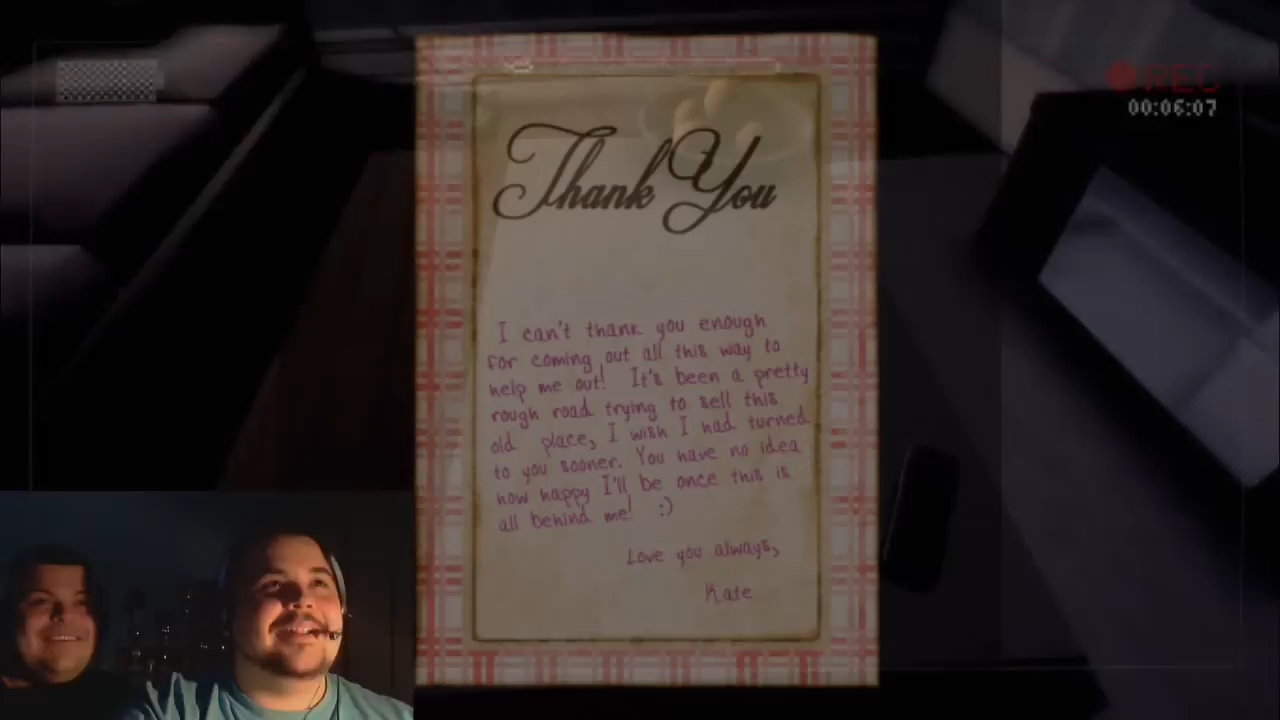 REC
00:06:07
Thank You
I can't thank you enough
for coming out all this way to
help me out! It's been a pretty
rough road trying to sell this
old place, I wish I had turned
to you sooner. You have no idea
how happy I'll be once this is
all behind me! :)
Love you always,
Kate